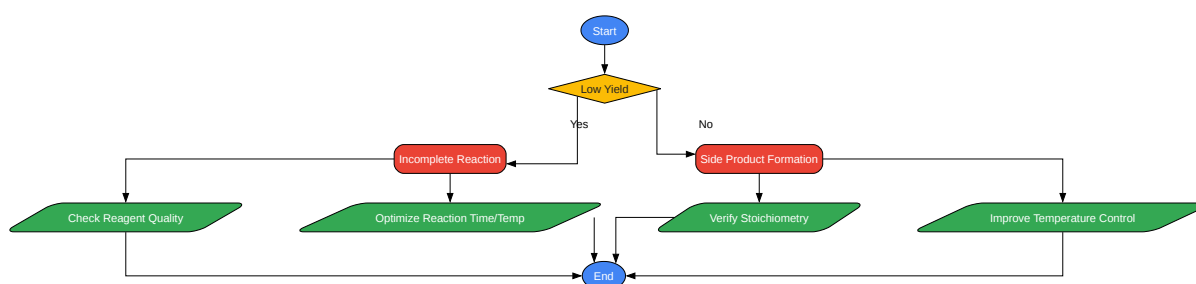 Start
Low Yield
Yes
No
Incomplete Reaction
Side Product Formation
Check Reagent Quality
Optimize Reaction Time/Temp
Verify Stoichiometry
Improve Temperature Control
End